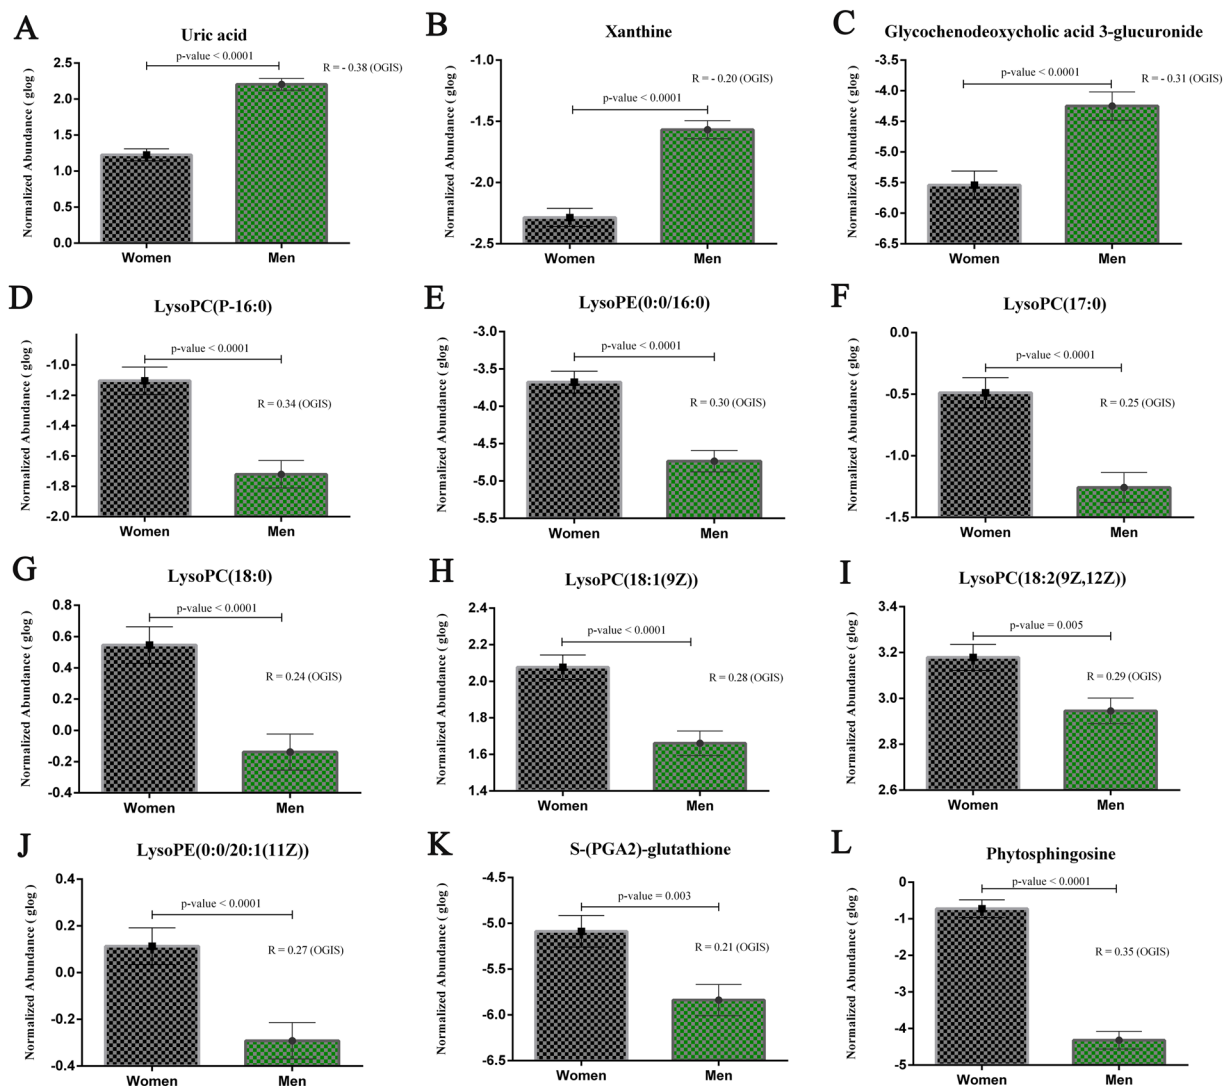 A
Uric acid
p-value < 0.0001
R = - 0.38 (OGIS)
Normalized Abundance ( glog )
2.5
2.0
1.5
1.0
0.5
0.0
Women
Men
B
Xanthine
p-value < 0.0001
R = - 0.20 (OGIS)
Normalized Abundance ( glog )
-1.0
-1.5
-2.0
-2.5
Women
Men
C
Glycochenodeoxycholic acid 3-glucuronide
p-value < 0.0001
R = - 0.31 (OGIS)
Normalized Abundance ( glog )
-3.5
-4.0
-4.5
-5.0
-5.5
-6.0
-6.5
Women
Men
D
LysoPC(P-16:0)
p-value < 0.0001
R = 0.34 (OGIS)
Normalized Abundance ( glog )
-1.0
-1.2
-1.4
-1.6
-1.8
-2.0
Women
Men
E
LysoPE(0:0/16:0)
p-value < 0.0001
R = 0.30 (OGIS)
Normalized Abundance ( glog )
-3.0
-3.5
-4.0
-4.5
-5.0
-5.5
Women
Men
F
LysoPC(17:0)
p-value < 0.0001
R = 0.25 (OGIS)
Normalized Abundance ( glog )
0.0
-0.5
-1.0
-1.5
Women
Men
G
LysoPC(18:0)
p-value < 0.0001
R = 0.24 (OGIS)
Normalized Abundance ( glog )
0.8
0.6
0.4
0.2
0.0
-0.2
-0.4
Women
Men
H
LysoPC(18:1(9Z))
p-value < 0.0001
R = 0.28 (OGIS)
Normalized Abundance ( glog )
2.4
2.2
2.0
1.8
1.6
1.4
Women
Men
I
LysoPC(18:2(9Z,12Z))
p-value = 0.005
R = 0.29 (OGIS)
Normalized Abundance ( glog )
3.4
3.2
3.0
2.8
2.6
Women
Men
J
LysoPE(0:0/20:1(11Z))
p-value < 0.0001
R = 0.27 (OGIS)
Normalized Abundance ( glog )
0.4
0.2
0.0
-0.2
-0.4
Women
Men
K
S-(PGA2)-glutathione
p-value = 0.003
R = 0.21 (OGIS)
Normalized Abundance ( glog )
-4.5
-5.0
-5.5
-6.0
-6.5
Women
Men
L
Phytosphingosine
p-value < 0.0001
R = 0.35 (OGIS)
Normalized Abundance ( glog )
0
-1
-2
-3
-4
-5
Women
Men